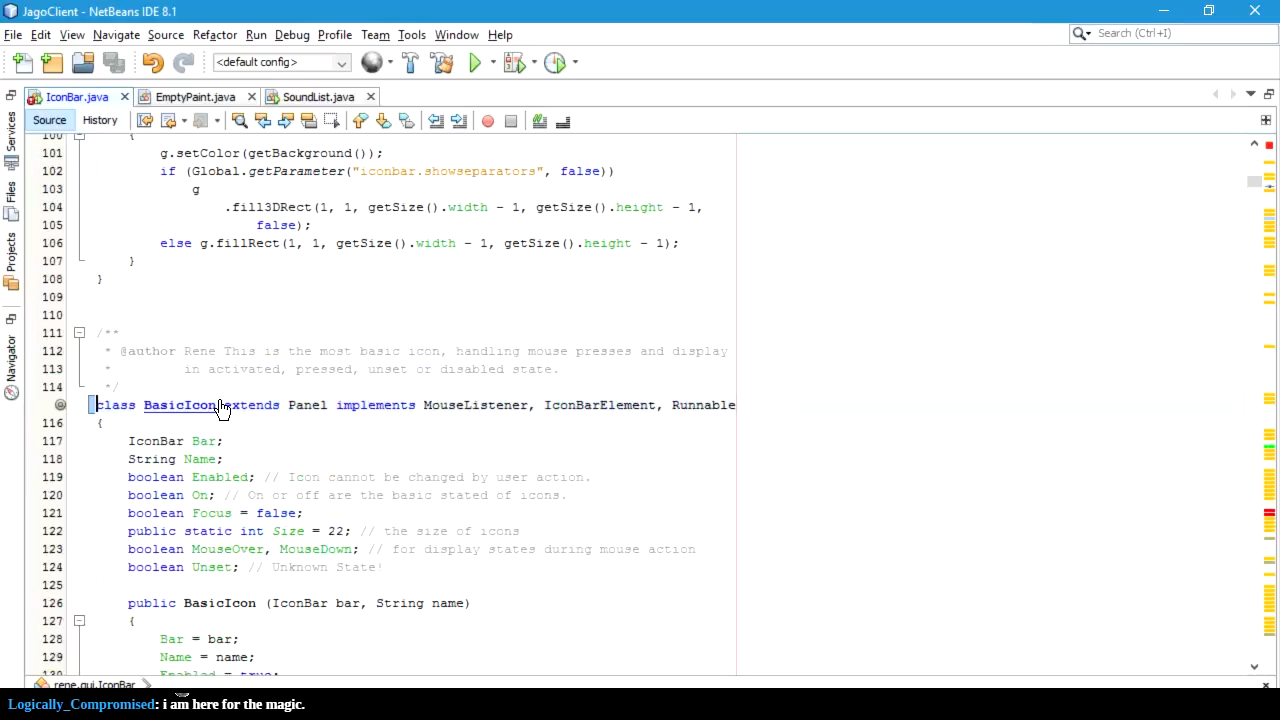 JagoClient - NetBeans IDE 8.1
File Edit View Navigate Source Refactor Run Debug Profile Team Tools Window Help
Search (Ctrl+I)
<default config>
IconBar.java EmptyPaint.java SoundList.java
Source History
Services
Files
Projects
Navigator
100 {
101 g.setColor(getBackground());
102 if (Global.getParameter("iconbar.showseparators", false))
103 g
104 .fill3DRect(1, 1, getSize().width - 1, getSize().height - 1,
105 false);
106 else g.fillRect(1, 1, getSize().width - 1, getSize().height - 1);
107 }
108 }
109
110
111 /**
112 * @author Rene This is the most basic icon, handling mouse presses and display
113 * in activated, pressed, unset or disabled state.
114 */
class BasicIcon extends Panel implements MouseListener, IconBarElement, Runnable
116 {
117 IconBar Bar;
118 String Name;
119 boolean Enabled; // Icon cannot be changed by user action.
120 boolean On; // On or off are the basic stated of icons.
121 boolean Focus = false;
122 public static int Size = 22; // the size of icons
123 boolean MouseOver, MouseDown; // for display states during mouse action
124 boolean Unset; // Unknown State!
125
126 public BasicIcon (IconBar bar, String name)
127 {
128 Bar = bar;
129 Name = name;
130 Enabled = true;
rene.gui.IconBar
Logically_Compromised: i am here for the magic.